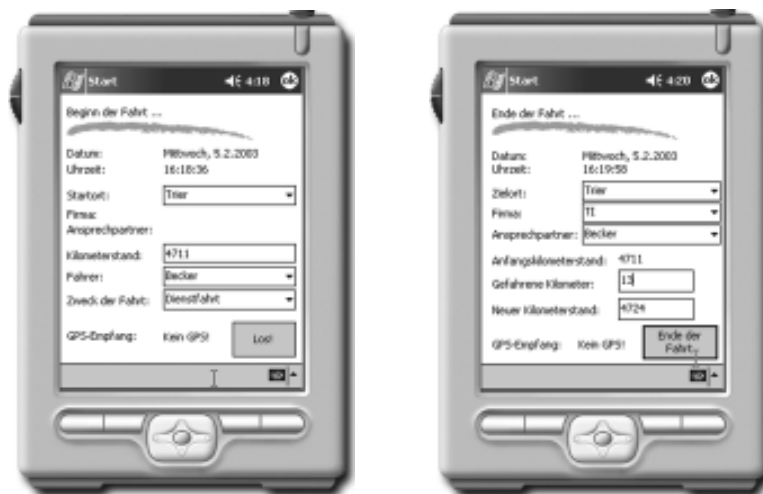 Start 4:18 ok
Beginn der Fahrt ...
Datum: Mittwoch, 5.2.2003
Uhrzeit: 16:18:36
Startort: Trier
Firma:
Ansprechpartner:
Kilometerstand: 4711
Fahrer: Becker
Zweck der Fahrt: Dienstfahrt
GPS-Empfang: Kein GPS! Los!
Start 4:20 ok
Ende der Fahrt ...
Datum: Mittwoch, 5.2.2003
Uhrzeit: 16:19:58
Zielort: Trier
Firma: TI
Ansprechpartner: Becker
Anfangskilometerstand: 4711
Gefahrene Kilometer: 13
Neuer Kilometerstand: 4724
GPS-Empfang: Kein GPS! Ende der
Fahrt